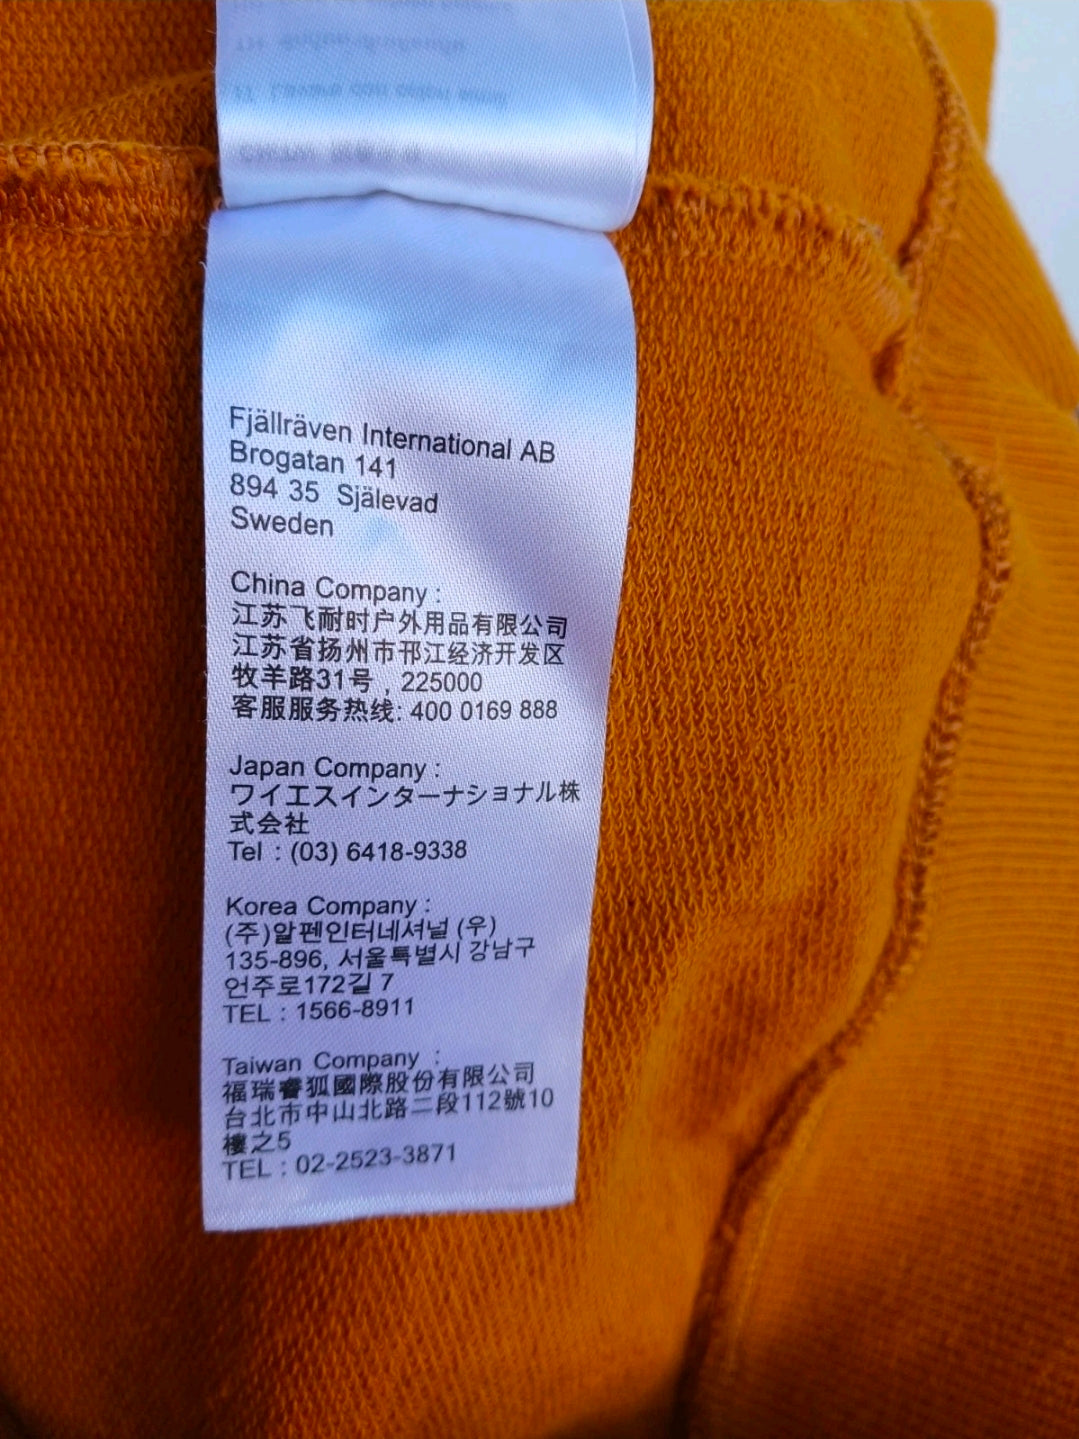 Fjällräven International AB
Brogatan 141
894 35 Själevad
Sweden
China Company :
江苏飞耐时户外用品有限公司
江苏省扬州市邗江经济开发区
牧羊路31号 , 225000
客服服务热线: 400 0169 888
Japan Company :
ワイエスインターナショナル株
式会社
Tel : (03) 6418-9338
Korea Company :
(주)알펜인터네셔널 (우)
135-896, 서울특별시 강남구
언주로172길 7
TEL : 1566-8911
Taiwan Company :
福瑞睿狐國際股份有限公司
台北市中山北路二段112號10
樓之5
TEL : 02-2523-3871